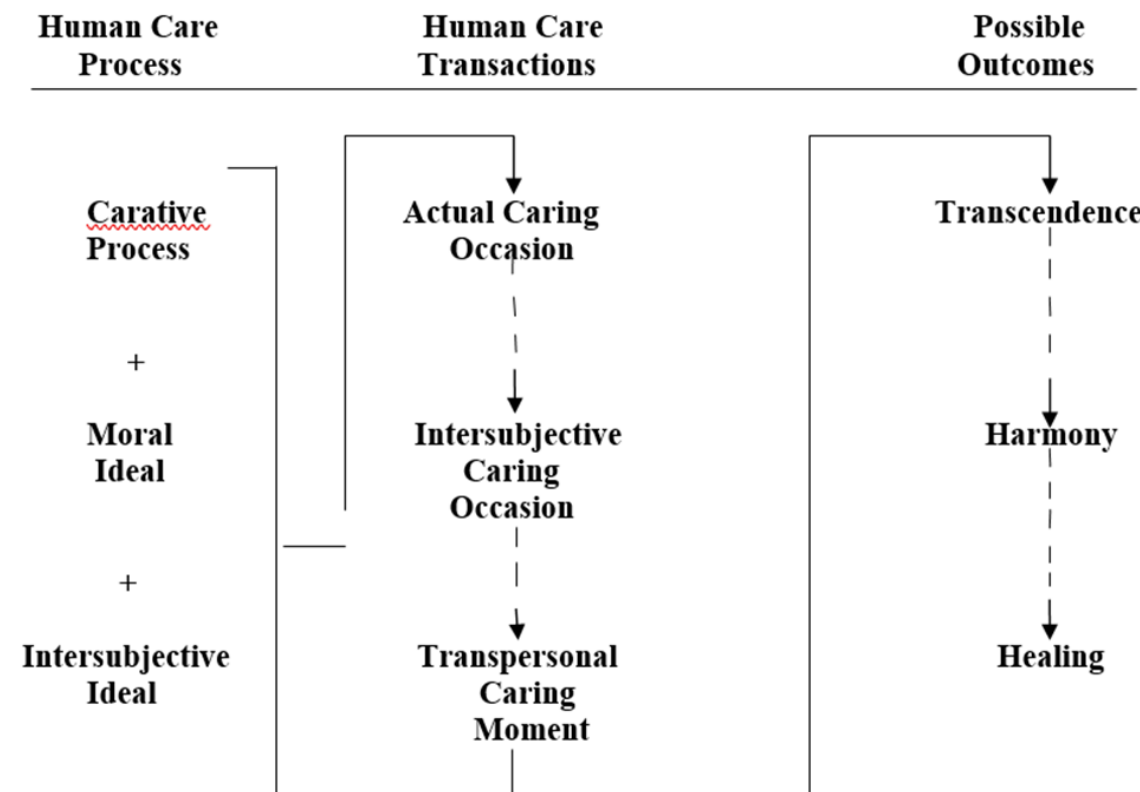 Human Care
Process
Human Care
Transactions
Possible
Outcomes
Carative
Process
+
Moral
Ideal
+
Intersubjective
Ideal
Actual Caring
Occasion
Intersubjective
Caring
Occasion
Transpersonal
Caring
Moment
Transcendence
Harmony
Healing